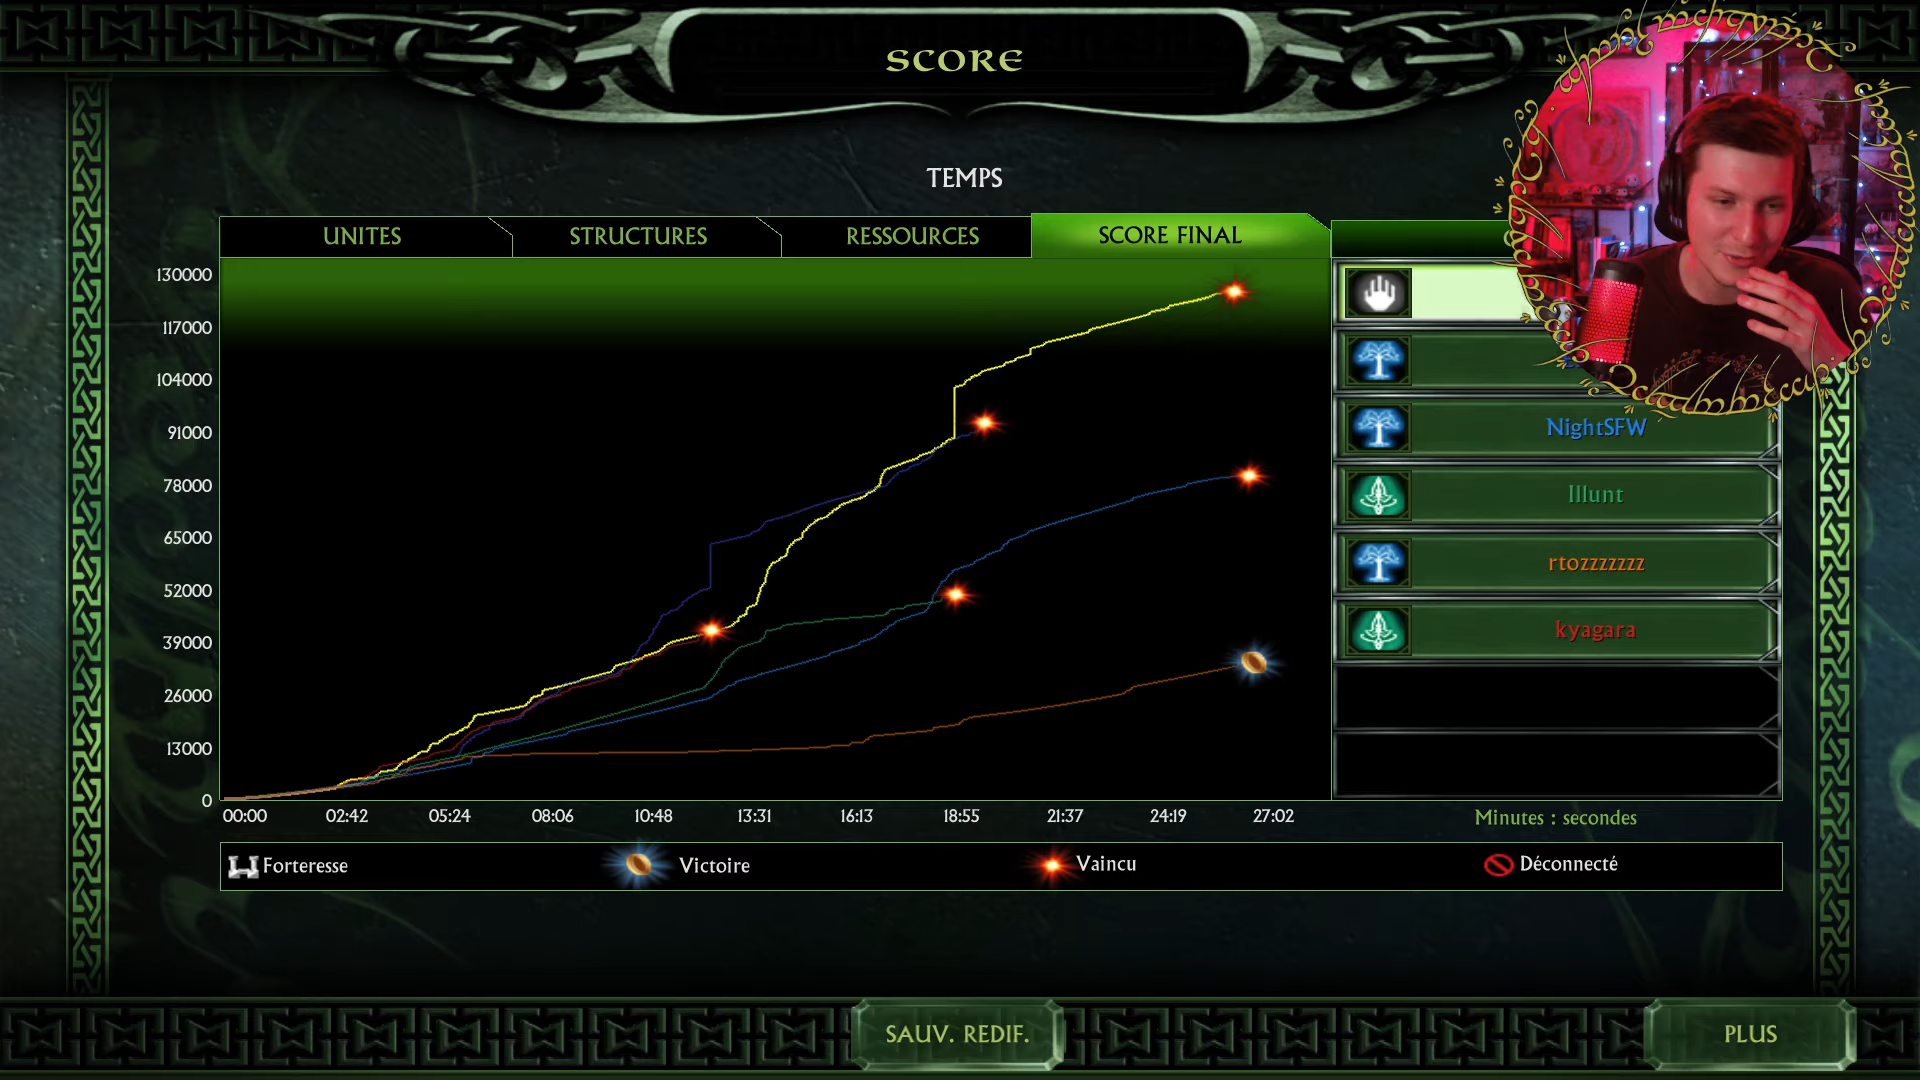 SCORE
TEMPS
UNITES
STRUCTURES
RESSOURCES
SCORE FINAL
130000
117000
104000
91000
78000
65000
52000
39000
26000
13000
0
00:00
02:42
05:24
08:06
10:48
13:31
16:13
18:55
21:37
24:19
27:02
NightSFW
Illunt
rtozzzzzzz
kyagara
Minutes : secondes
Forteresse
Victoire
Vaincu
Déconnecté
SAUV. REDIF.
PLUS